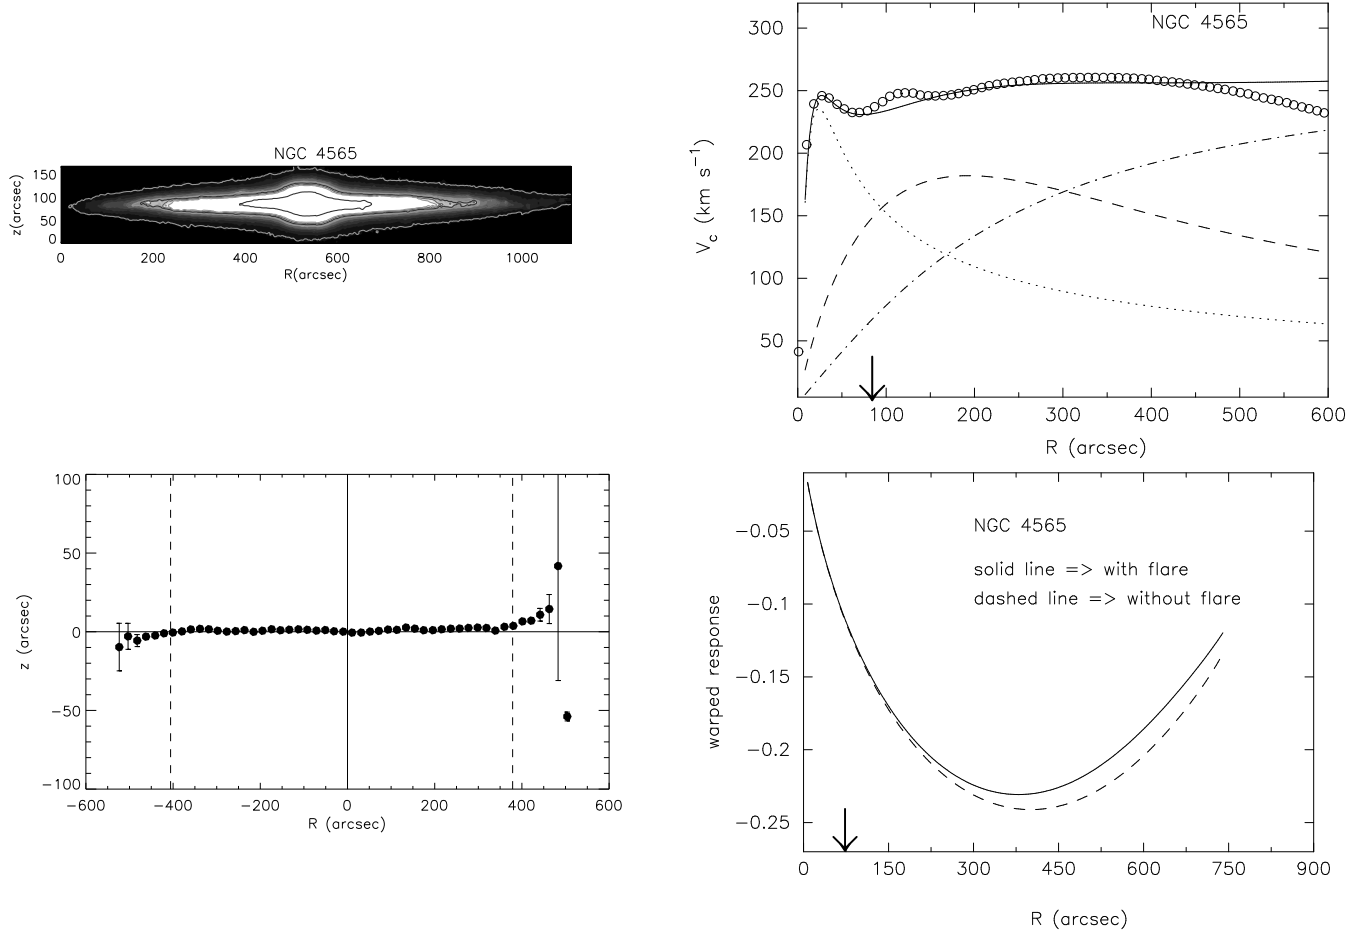 NGC 4565
150
100
50
0
z(arcsec)
0 200 400 600 800 1000
R(arcsec)
NGC 4565
300
250
200
150
100
50
V_c (km s^−1)
0 100 200 300 400 500 600
R (arcsec)
100
50
0
−50
−100
z (arcsec)
−600 −400 −200 0 200 400 600
R (arcsec)
NGC 4565
solid line => with flare
dashed line => without flare
−0.05
−0.1
−0.15
−0.2
−0.25
warped response
0 150 300 450 600 750 900
R (arcsec)